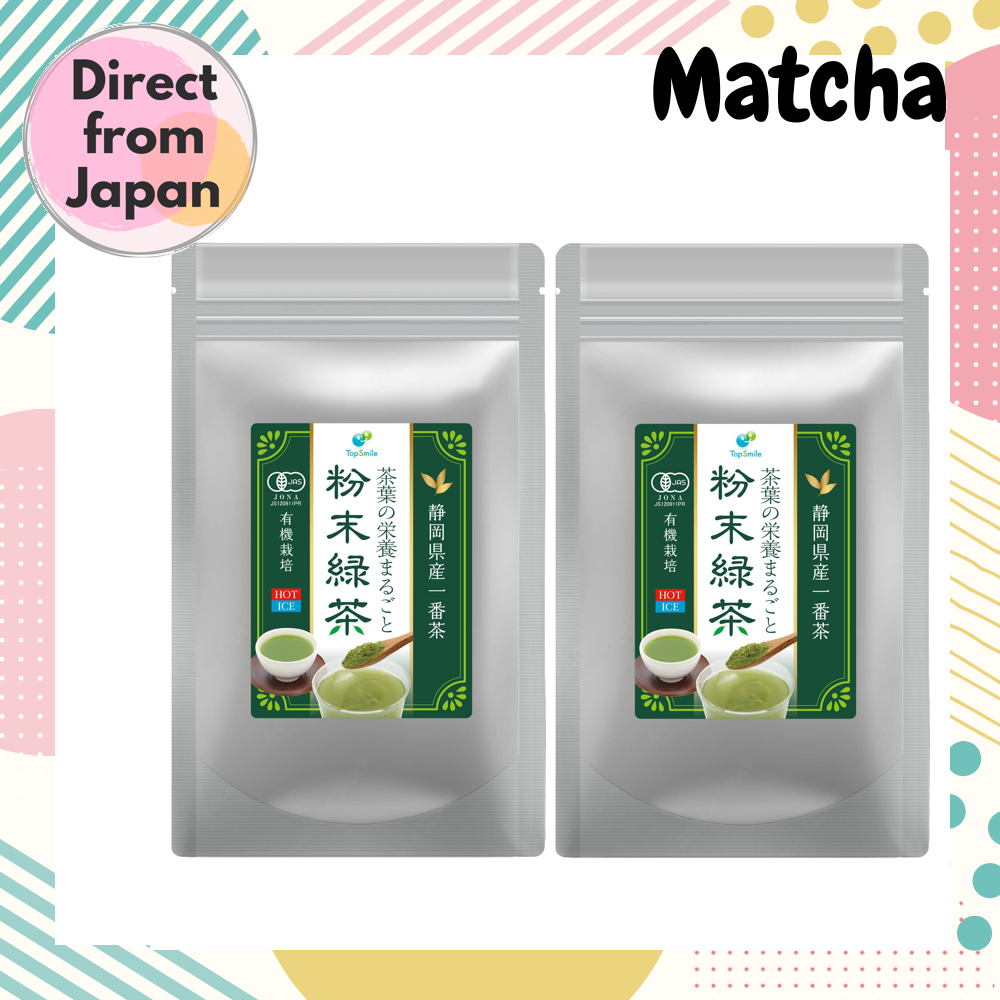 Direct
from
Japan
Matcha
TopSmile
静岡県産一番茶
茶葉の栄養まるごと
粉末緑茶
JAS
JONA
JS120911PR
有機栽培
HOT
ICE
TopSmile
静岡県産一番茶
茶葉の栄養まるごと
粉末緑茶
JAS
JONA
JS120911PR
有機栽培
HOT
ICE